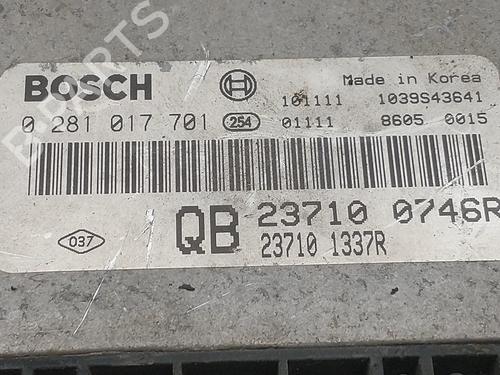 BOSCH
Made in Korea
101111 1039S43641
0 281 017 701 254 01111 8605 0015
037
QB 23710 0746R
23710 1337R
PARTS